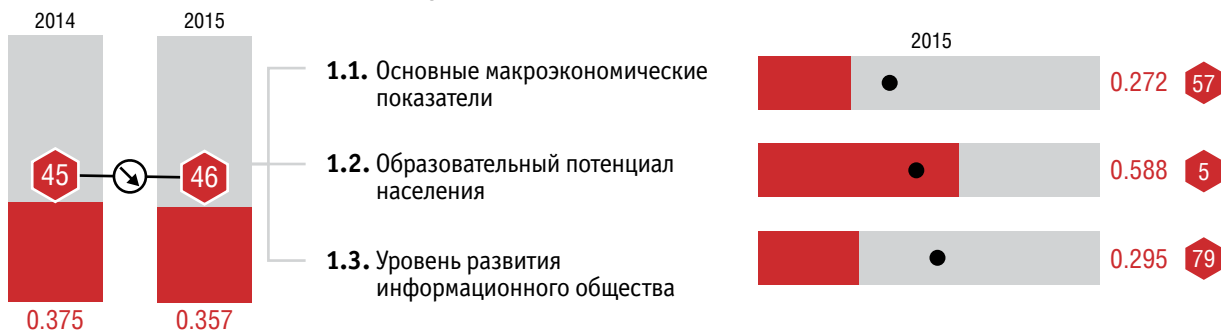 2014
2015
45
46
0.375
0.357
1.1. Основные макроэкономические
показатели
1.2. Образовательный потенциал
населения
1.3. Уровень развития
информационного общества
2015
0.272
57
0.588
5
0.295
79